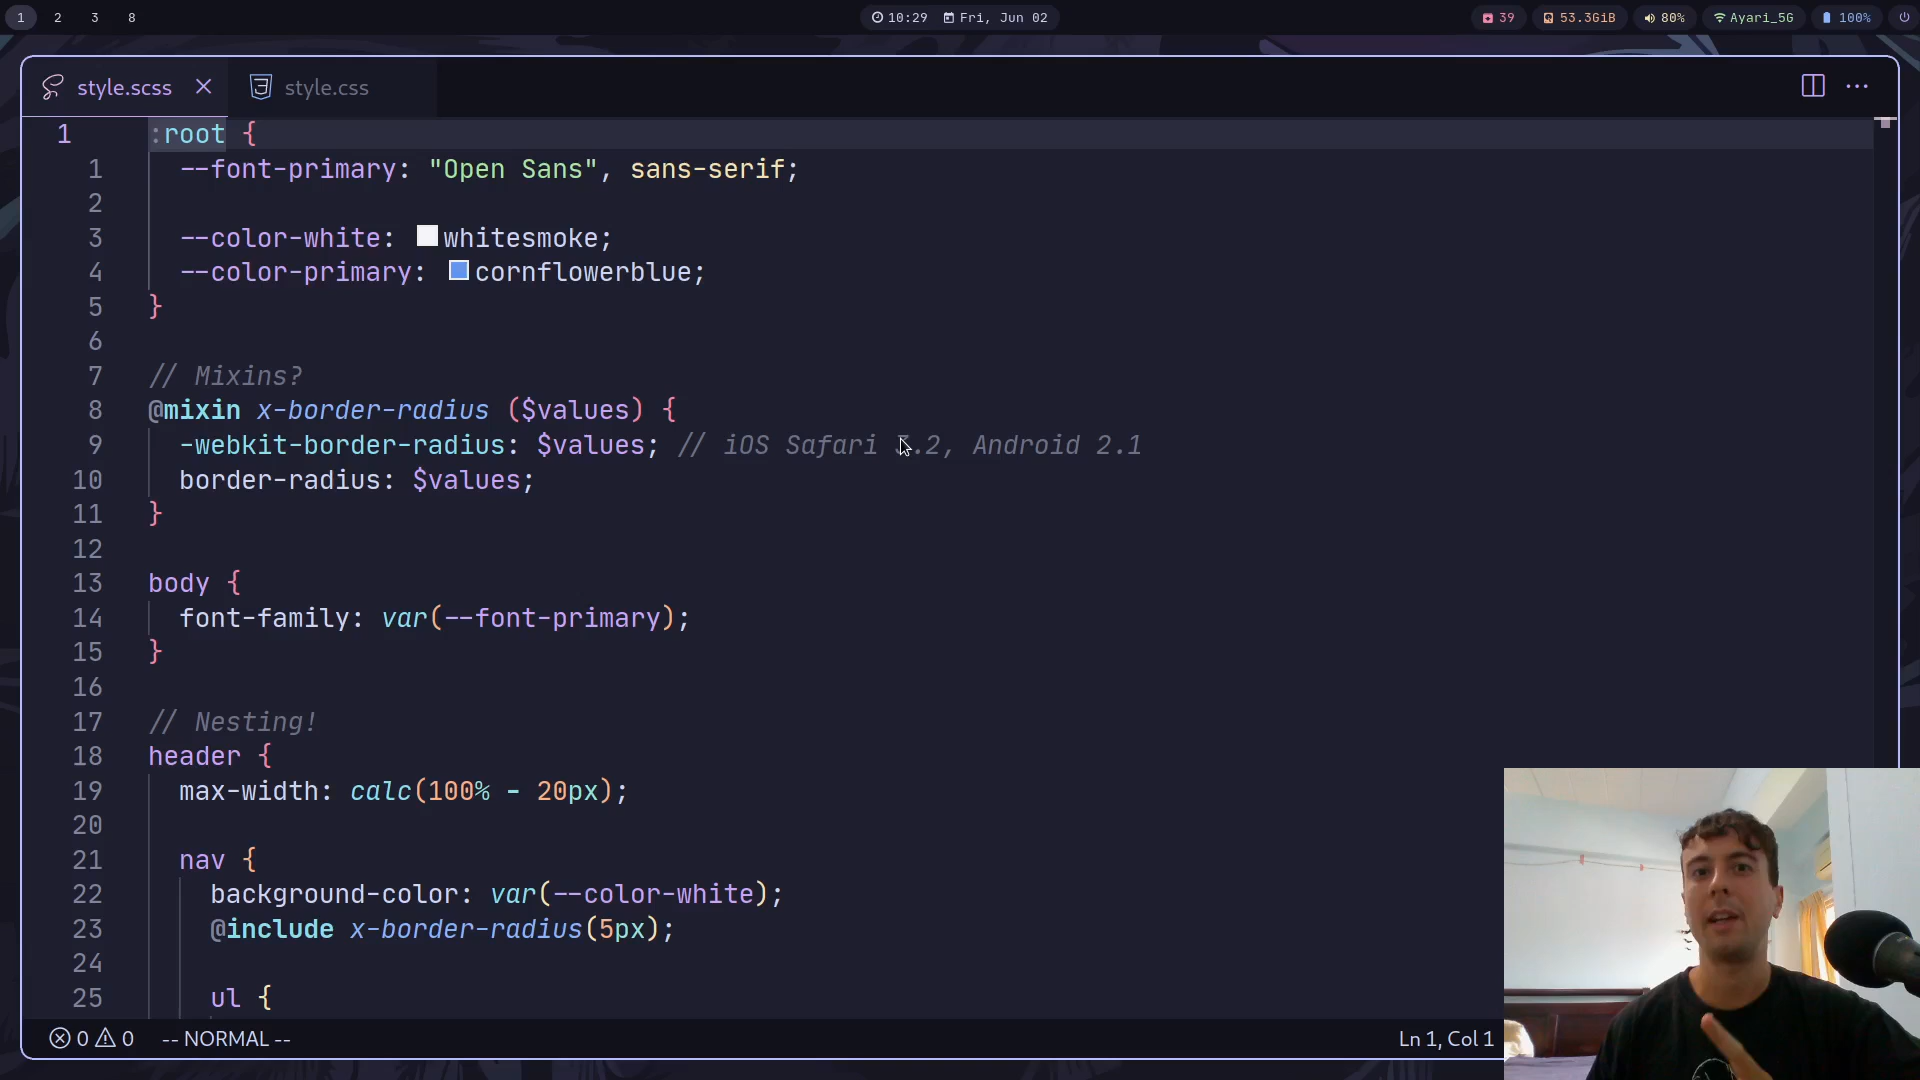 1 2 3 8
10:29 Fri, Jun 02
39 53.3GiB 80% Ayari_5G 100%
style.scss style.css
1 :root {
1 --font-primary: "Open Sans", sans-serif;
2
3 --color-white: whitesmoke;
4 --color-primary: cornflowerblue;
5 }
6
7 // Mixins?
8 @mixin x-border-radius ($values) {
9 -webkit-border-radius: $values; // iOS Safari .2, Android 2.1
10 border-radius: $values;
11 }
12
13 body {
14 font-family: var(--font-primary);
15 }
16
17 // Nesting!
18 header {
19 max-width: calc(100% - 20px);
20
21 nav {
22 background-color: var(--color-white);
23 @include x-border-radius(5px);
24
25 ul {
0 0 -- NORMAL --
Ln 1, Col 1